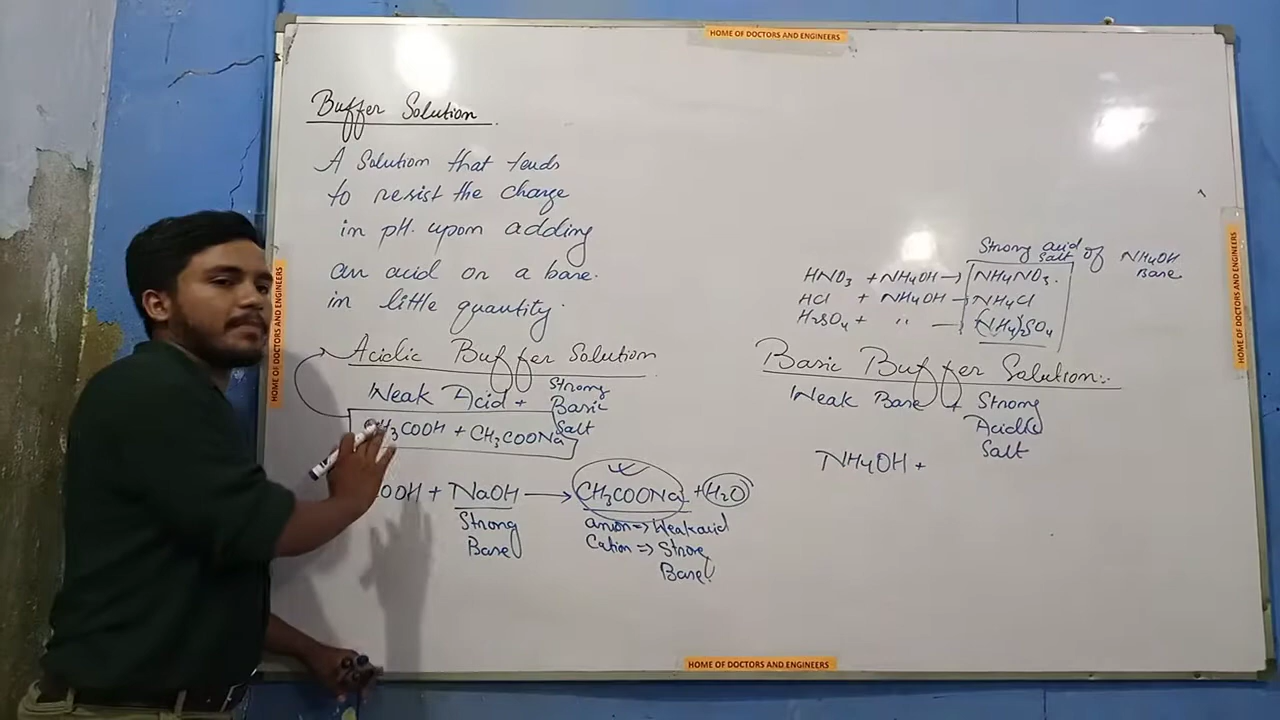 HOME OF DOCTORS AND ENGINEERS
Buffer Solution
A Solution that tends
to resist the change
in pH. upon adding
an acid or a base.
in little quantity.
Acidic Buffer Solution
Weak Acid + Strong Basic Salt
CH3COOH + CH3COONa
COOH + NaOH → CH3COONa + H2O
Strong Base
anion ⇒ Weak acid
Cation ⇒ Strong Base
Strong acid salt of NH4OH Base
HNO3 + NH4OH → NH4NO3.
HCl + NH4OH → NH4Cl
H2SO4 + " → (NH4)2SO4
Basic Buffer Solution:.
Weak Base + Strong Acidic Salt
NH4OH +
HOME OF DOCTORS AND ENGINEERS
HOME OF DOCTORS AND ENGINEERS
HOME OF DOCTORS AND ENGINEERS